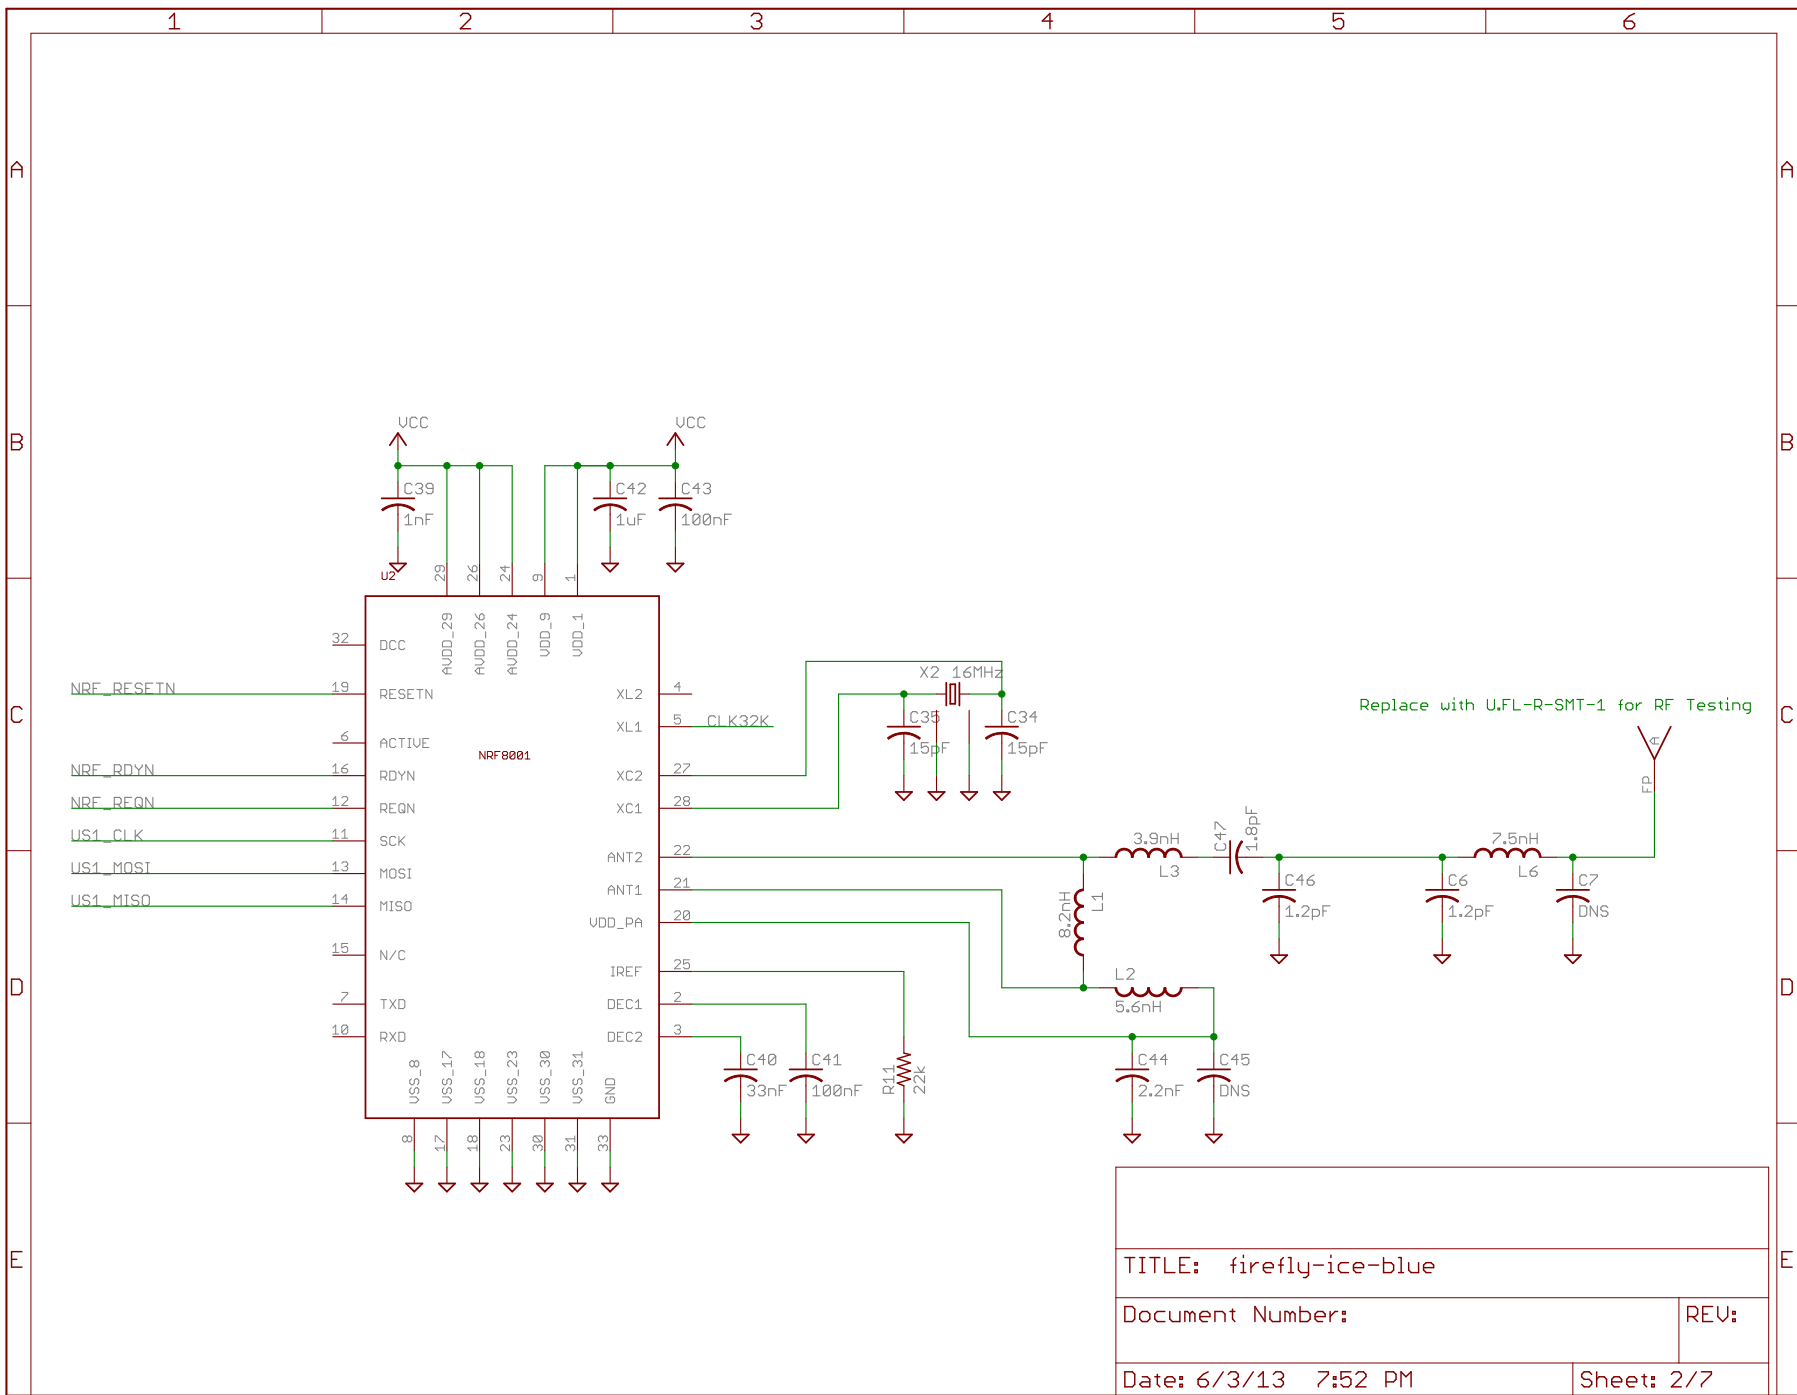 1 2 3 4 5 6
A A
B B
C C
D D
E E
VCC VCC
C39 C42 C43
1nF 1uF 100nF
U2
29 26 24 9 1
AVDD_29 AVDD_26 AVDD_24 VDD_9 VDD_1
32 DCC
NRF_RESETN 19 RESETN
6 ACTIVE
NRF_RDYN 16 RDYN
NRF_REQN 12 REQN
US1_CLK 11 SCK
US1_MOSI 13 MOSI
US1_MISO 14 MISO
15 N/C
7 TXD
10 RXD
NRF8001
XL2 4
XL1 5 CLK32K
XC2 27
XC1 28
ANT2 22
ANT1 21
VDD_PA 20
IREF 25
DEC1 2
DEC2 3
VSS_8 VSS_17 VSS_18 VSS_23 VSS_30 VSS_31 GND
8 17 18 23 30 31 33
X2 16MHz
C35 C34
15pF 15pF
Replace with U.FL-R-SMT-1 for RF Testing
A
FP
3.9nH
L3
C47
1.8pF
7.5nH
L6
C46
1.2pF
C6
1.2pF
C7
DNS
8.2nH
L1
L2
5.6nH
C40
33nF
C41
100nF
R11
22k
C44
2.2nF
C45
DNS
TITLE: firefly-ice-blue
Document Number:
REV:
Date: 6/3/13 7:52 PM
Sheet: 2/7